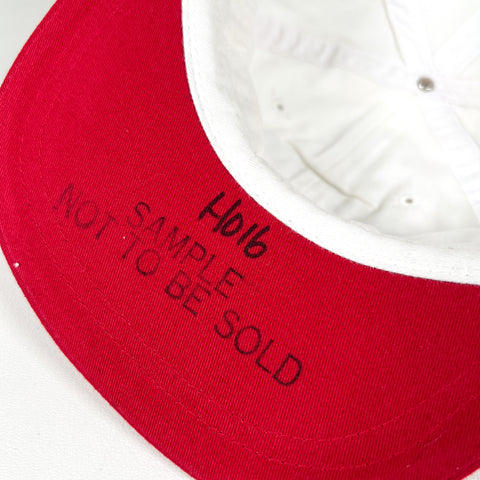 H016
SAMPLE
NOT TO BE SOLD